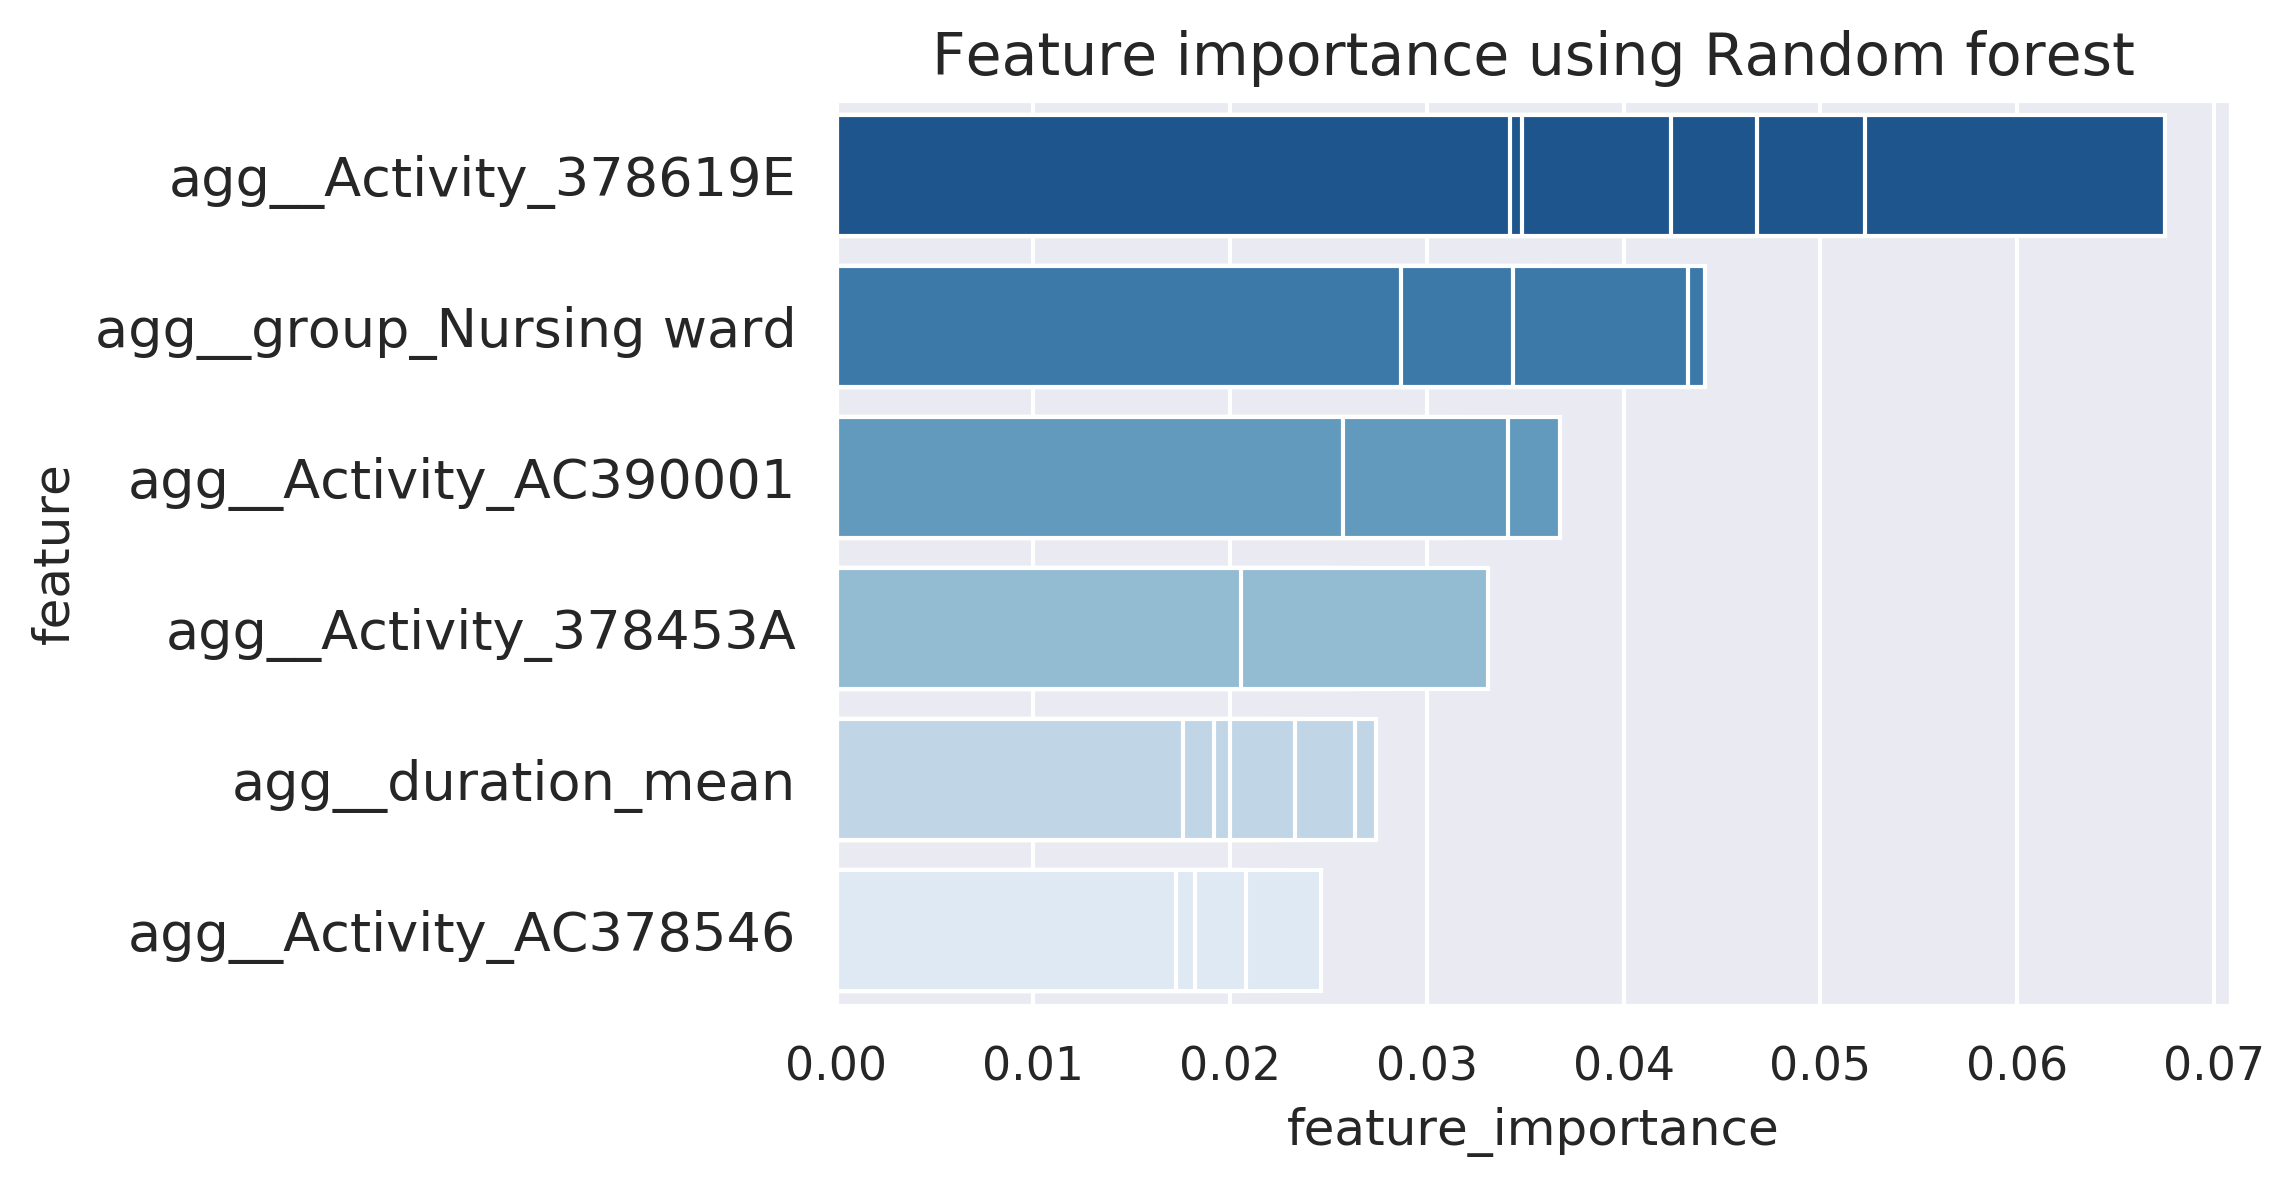 Feature importance using Random forest
feature
agg__Activity_378619E
agg__group_Nursing ward
agg__Activity_AC390001
agg__Activity_378453A
agg__duration_mean
agg__Activity_AC378546
0.00 0.01 0.02 0.03 0.04 0.05 0.06 0.07
feature_importance